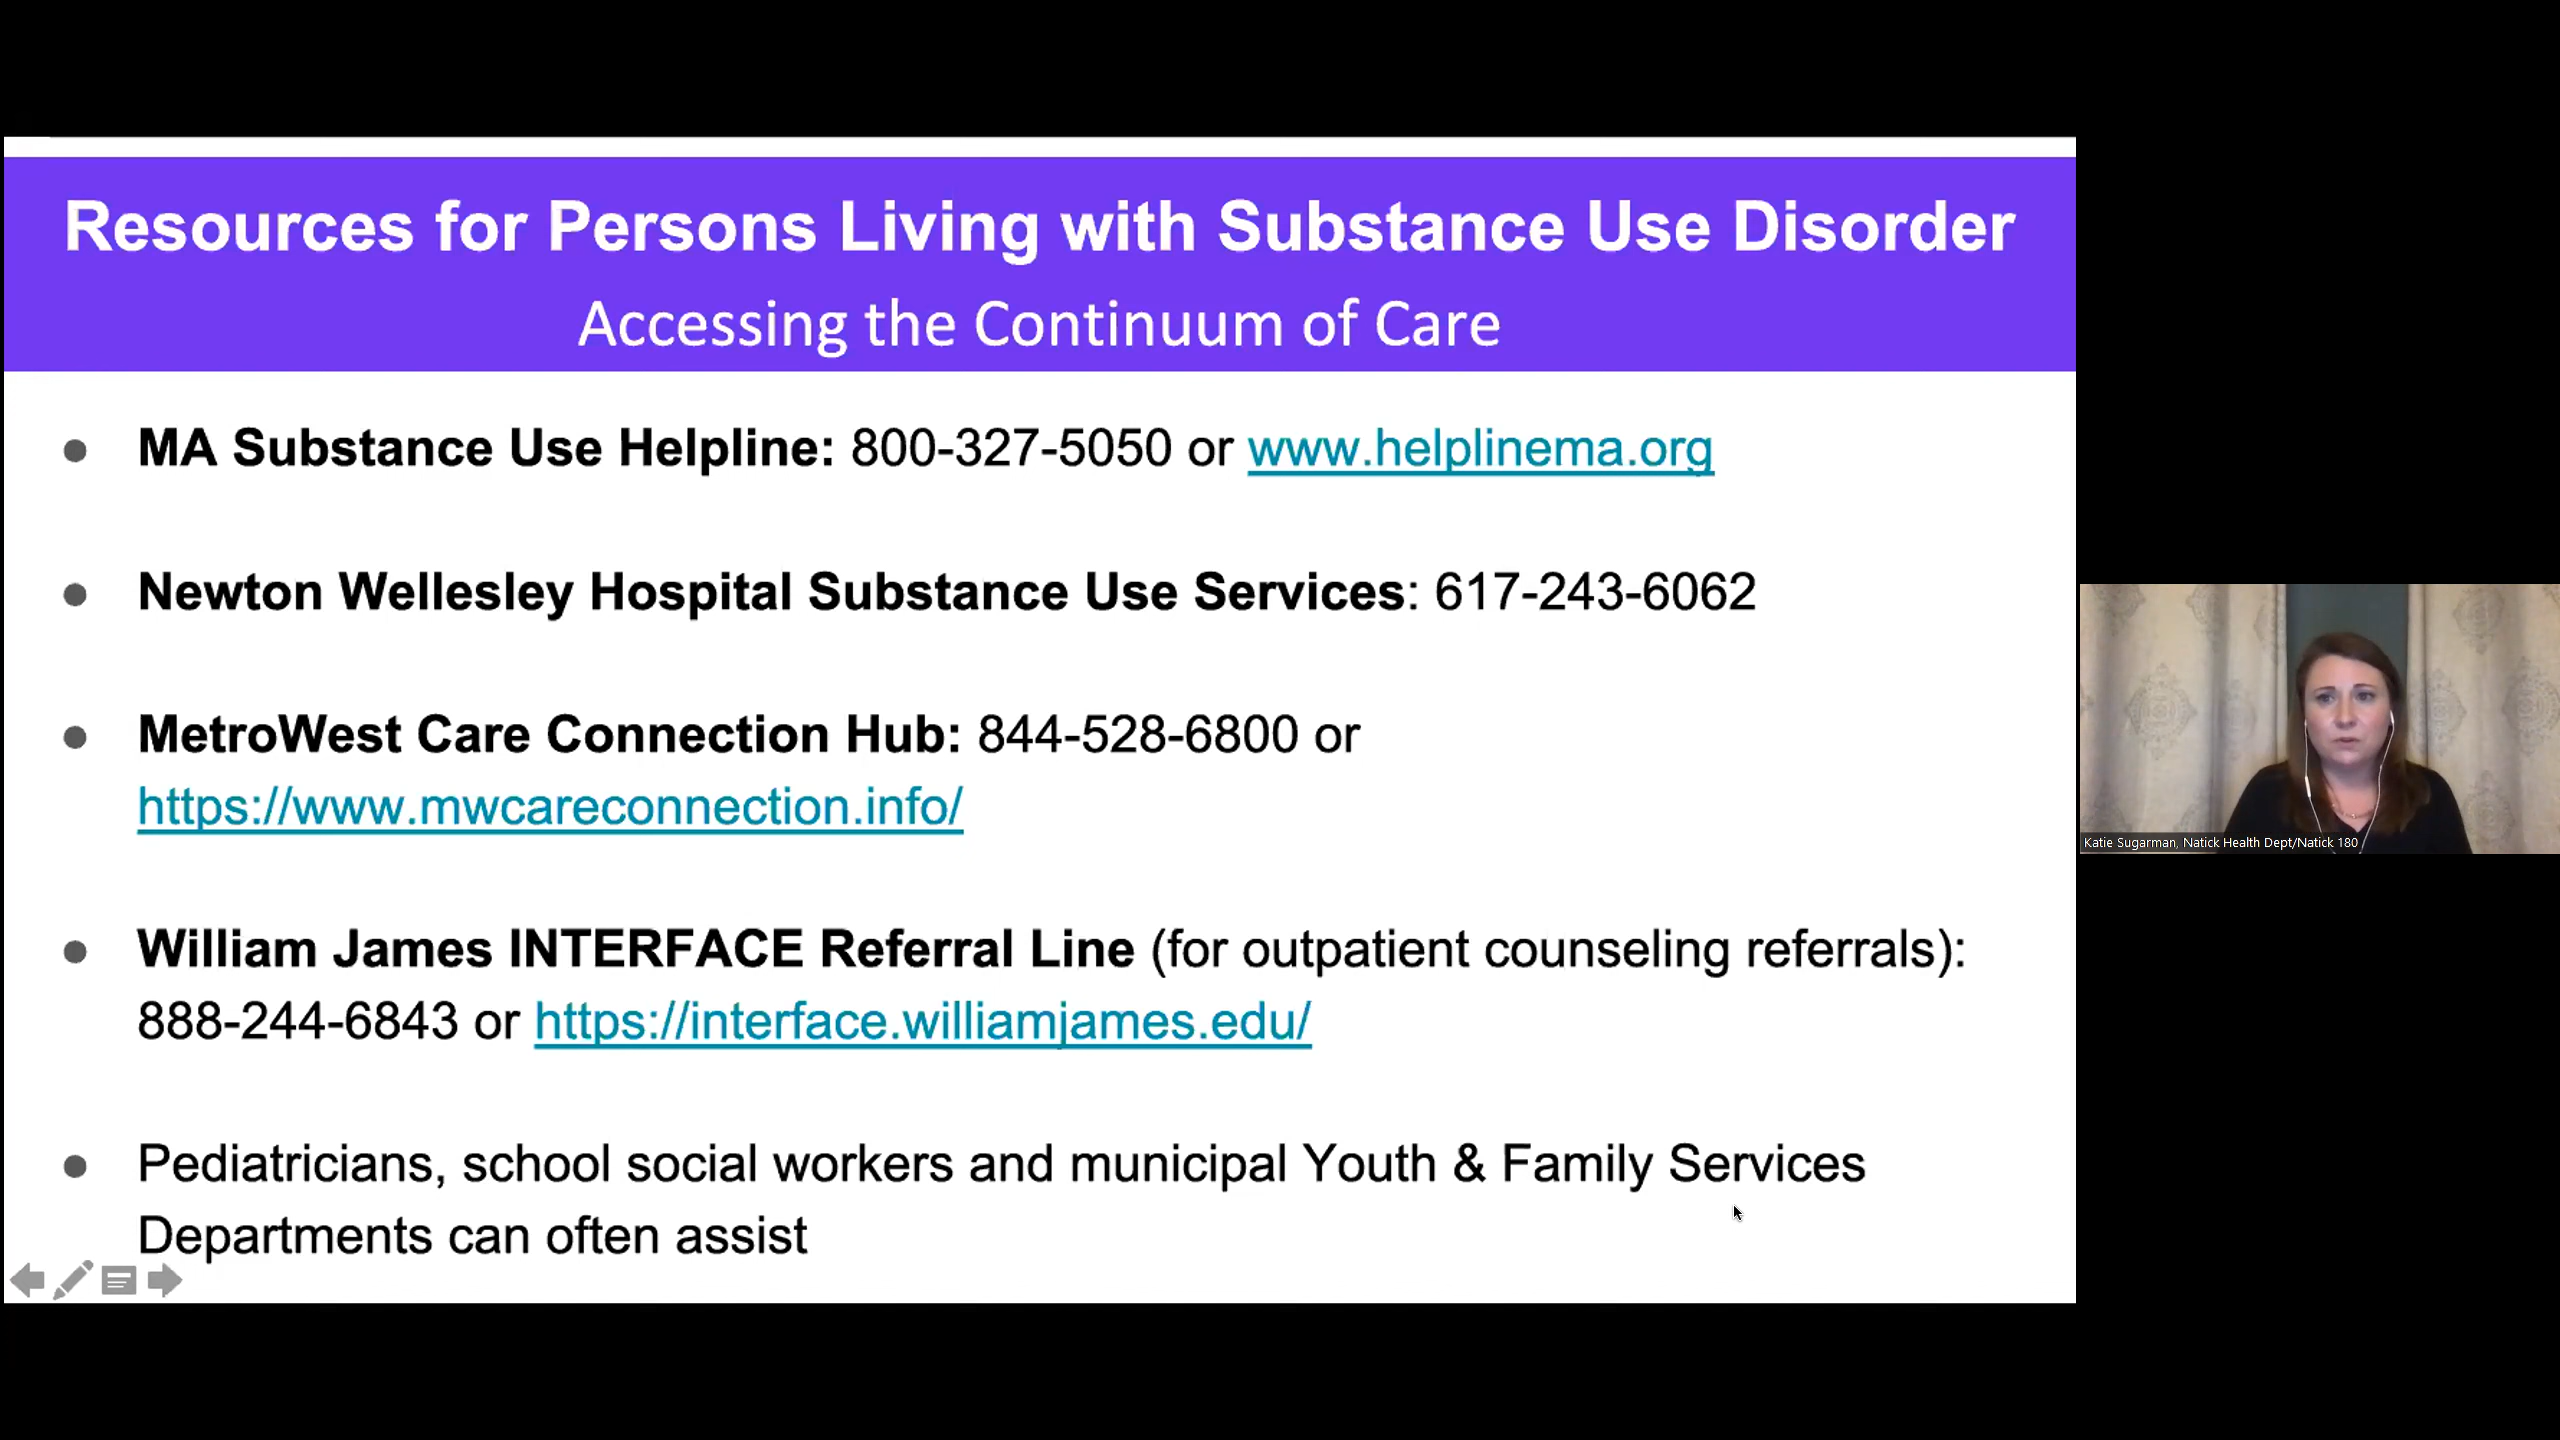 Resources for Persons Living with Substance Use Disorder
Accessing the Continuum of Care
● MA Substance Use Helpline: 800-327-5050 or www.helplinema.org
● Newton Wellesley Hospital Substance Use Services: 617-243-6062
● MetroWest Care Connection Hub: 844-528-6800 or
https://www.mwcareconnection.info/
● William James INTERFACE Referral Line (for outpatient counseling referrals):
888-244-6843 or https://interface.williamjames.edu/
● Pediatricians, school social workers and municipal Youth & Family Services
Departments can often assist
Katie Sugarman, Natick Health Dept/Natick 180